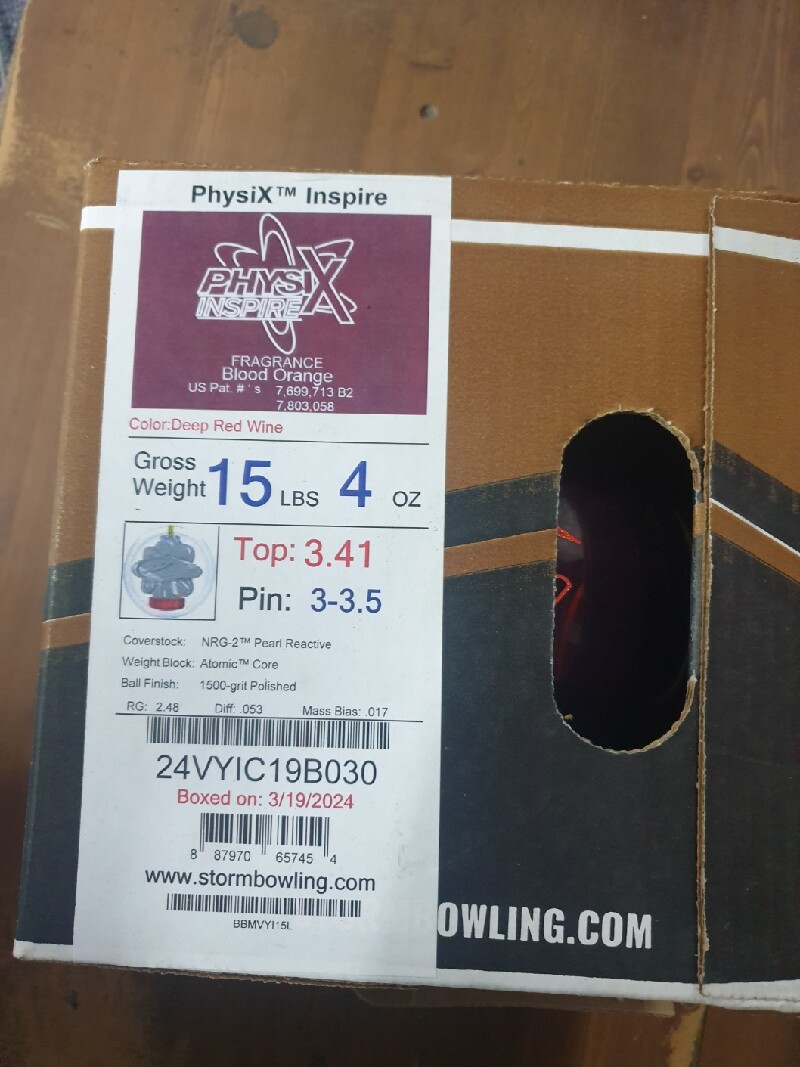 PhysiX™ Inspire
PHYSIX
INSPIRE
FRAGRANCE
Blood Orange
US Pat. # ' s 7,699,713 B2
7,803,058
Color:Deep Red Wine
Gross Weight 15 LBS 4 OZ
Top: 3.41
Pin: 3-3.5
Coverstock: NRG-2™ Pearl Reactive
Weight Block: Atomic™ Core
Ball Finish: 1500-grit Polished
RG: 2.48 Diff: .053 Mass Bias: .017
24VYIC19B030
Boxed on: 3/19/2024
8 87970 65745 4
www.stormbowling.com
BBMVYI15L
BOWLING.COM